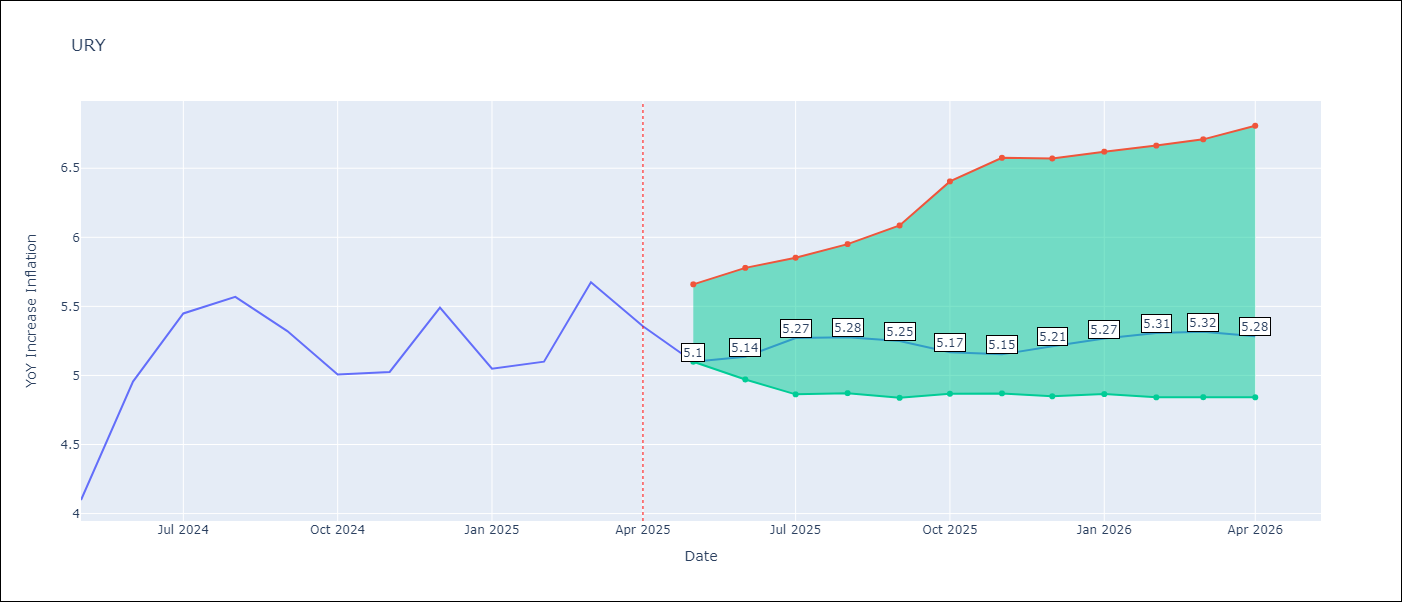 URY
YoY Increase Inflation
6.5
6
5.5
5
4.5
4
5.1
5.14
5.27
5.28
5.25
5.17
5.15
5.21
5.27
5.31
5.32
5.28
Jul 2024
Oct 2024
Jan 2025
Apr 2025
Jul 2025
Oct 2025
Jan 2026
Apr 2026
Date